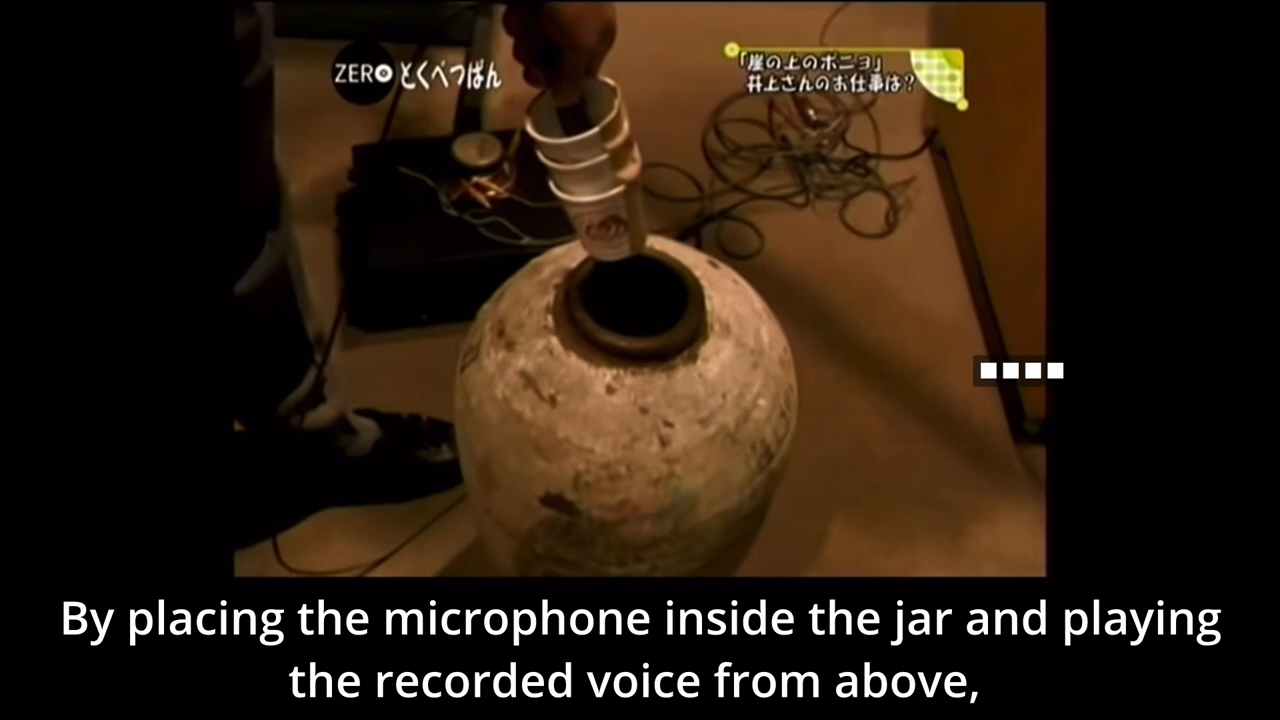 ZERO とくべつばん
「崖の上のポニョ」
井上さんのお仕事は?
By placing the microphone inside the jar and playing
the recorded voice from above,